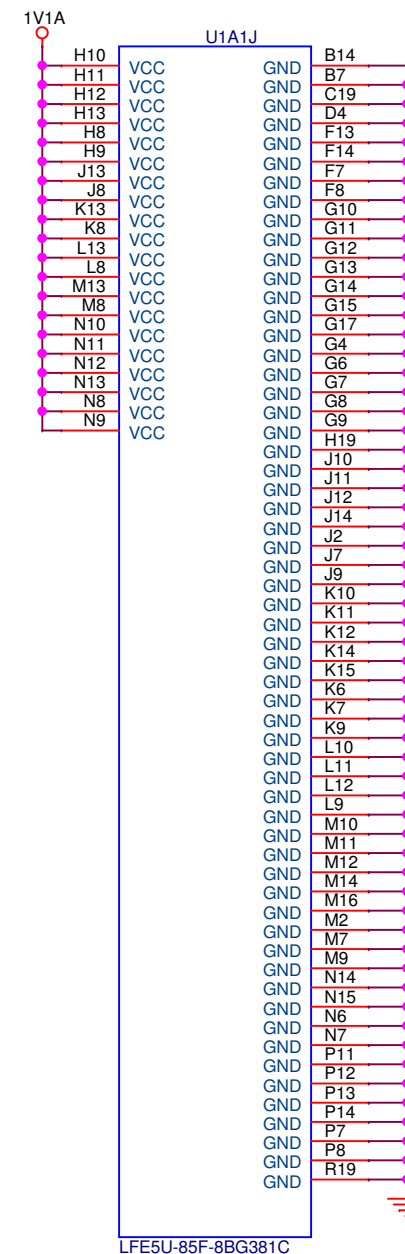 1V1A
U1A1J
H10 VCC GND B14
H11 VCC GND B7
H12 VCC GND C19
H13 VCC GND D4
H8 VCC GND F13
H9 VCC GND F14
J13 VCC GND F7
J8 VCC GND F8
K13 VCC GND G10
K8 VCC GND G11
L13 VCC GND G12
L8 VCC GND G13
M13 VCC GND G14
M8 VCC GND G15
N10 VCC GND G17
N11 VCC GND G4
N12 VCC GND G6
N13 VCC GND G7
N8 VCC GND G8
N9 VCC GND G9
GND H19
GND J10
GND J11
GND J12
GND J14
GND J2
GND J7
GND J9
GND K10
GND K11
GND K12
GND K14
GND K15
GND K6
GND K7
GND K9
GND L10
GND L11
GND L12
GND L9
GND M10
GND M11
GND M12
GND M14
GND M16
GND M2
GND M7
GND M9
GND N14
GND N15
GND N6
GND N7
GND P11
GND P12
GND P13
GND P14
GND P7
GND P8
GND R19
LFE5U-85F-8BG381C